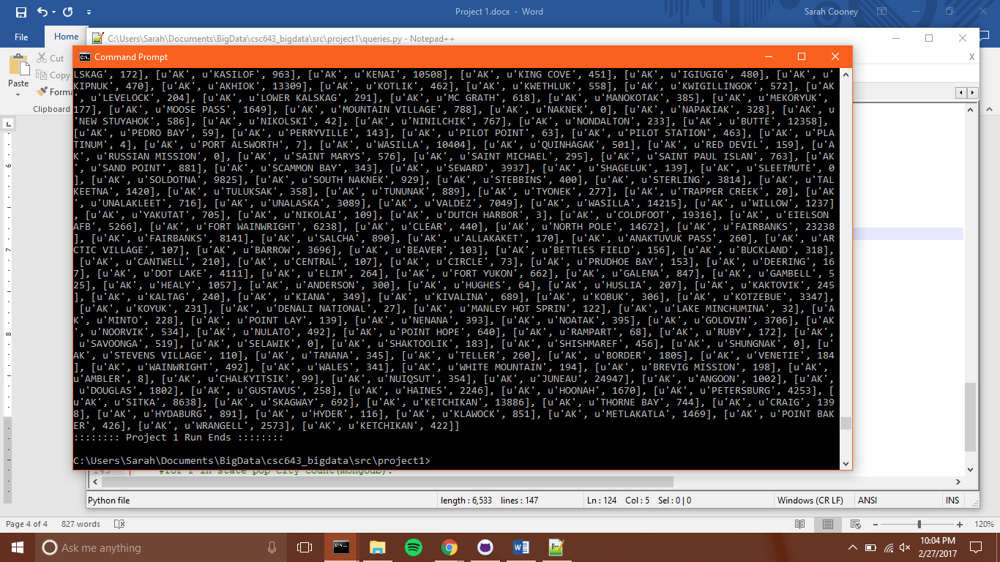 Project 1.docx - Word
Sarah Cooney
File
Home
C:\Users\Sarah\Documents\BigData\csc643_bigdata\src\project1\queries.py - Notepad++
X
Cut
Copy
Paste
Forma
Clipboard
Command Prompt
LSKAG', 172], [u'AK', u'KASILOF', 963], [u'AK', u'KENAI', 10508], [u'AK', u'KING COVE', 451], [u'AK', u'IGIUGIG', 480], [u'AK', u'
KIPNUK', 470], [u'AK', u'AKHIOK', 13309], [u'AK', u'KOTLIK', 462], [u'AK', u'KWETHLUK', 558], [u'AK', u'KWIGILLINGOK', 572], [u'AK
', u'LEVELOCK', 204], [u'AK', u'LOWER KALSKAG', 291], [u'AK', u'MC GRATH', 618], [u'AK', u'MANOKOTAK', 385], [u'AK', u'MEKORYUK',
177], [u'AK', u'MOOSE PASS', 1649], [u'AK', u'MOUNTAIN VILLAGE', 788], [u'AK', u'NAKNEK', 0], [u'AK', u'NAPAKIAK', 328], [u'AK', u
'NEW STUYAHOK', 586], [u'AK', u'NIKOLSKI', 42], [u'AK', u'NINILCHIK', 767], [u'AK', u'NONDALTON', 233], [u'AK', u'BUTTE', 12358],
[u'AK', u'PEDRO BAY', 59], [u'AK', u'PERRYVILLE', 143], [u'AK', u'PILOT POINT', 63], [u'AK', u'PILOT STATION', 463], [u'AK', u'PLA
TINUM', 4], [u'AK', u'PORT ALSWORTH', 7], [u'AK', u'WASILLA', 10404], [u'AK', u'QUINHAGAK', 501], [u'AK', u'RED DEVIL', 159], [u'A
K', u'RUSSIAN MISSION', 0], [u'AK', u'SAINT MARYS', 576], [u'AK', u'SAINT MICHAEL', 295], [u'AK', u'SAINT PAUL ISLAN', 763], [u'AK
', u'SAND POINT', 881], [u'AK', u'SCAMMON BAY', 343], [u'AK', u'SEWARD', 3937], [u'AK', u'SHAGELUK', 139], [u'AK', u'SLEETMUTE', 0
], [u'AK', u'SOLDOTNA', 9825], [u'AK', u'SOUTH NAKNEK', 929], [u'AK', u'STEBBINS', 400], [u'AK', u'STERLING', 3814], [u'AK', u'TAL
KEETNA', 1420], [u'AK', u'TULUKSAK', 358], [u'AK', u'TUNUNAK', 889], [u'AK', u'TYONEK', 277], [u'AK', u'TRAPPER CREEK', 20], [u'AK
', u'UNALAKLEET', 716], [u'AK', u'UNALASKA', 3089], [u'AK', u'VALDEZ', 7049], [u'AK', u'WASILLA', 14215], [u'AK', u'WILLOW', 1237]
, [u'AK', u'YAKUTAT', 705], [u'AK', u'NIKOLAI', 109], [u'AK', u'DUTCH HARBOR', 3], [u'AK', u'COLDFOOT', 19316], [u'AK', u'EIELSON
AFB', 5266], [u'AK', u'FORT WAINWRIGHT', 6238], [u'AK', u'CLEAR', 440], [u'AK', u'NORTH POLE', 14672], [u'AK', u'FAIRBANKS', 23238
], [u'AK', u'FAIRBANKS', 8141], [u'AK', u'SALCHA', 890], [u'AK', u'ALLAKAKET', 170], [u'AK', u'ANAKTUVUK PASS', 260], [u'AK', u'AR
CTIC VILLAGE', 107], [u'AK', u'BARROW', 3696], [u'AK', u'BEAVER', 103], [u'AK', u'BETTLES FIELD', 156], [u'AK', u'BUCKLAND', 318],
[u'AK', u'CANTWELL', 210], [u'AK', u'CENTRAL', 107], [u'AK', u'CIRCLE', 73], [u'AK', u'PRUDHOE BAY', 153], [u'AK', u'DEERING', 16
7], [u'AK', u'DOT LAKE', 4111], [u'AK', u'ELIM', 264], [u'AK', u'FORT YUKON', 662], [u'AK', u'GALENA', 847], [u'AK', u'GAMBELL', 5
25], [u'AK', u'HEALY', 1057], [u'AK', u'ANDERSON', 300], [u'AK', u'HUGHES', 64], [u'AK', u'HUSLIA', 207], [u'AK', u'KAKTOVIK', 245
], [u'AK', u'KALTAG', 240], [u'AK', u'KIANA', 349], [u'AK', u'KIVALINA', 689], [u'AK', u'KOBUK', 306], [u'AK', u'KOTZEBUE', 3347],
[u'AK', u'KOYUK', 231], [u'AK', u'DENALI NATIONAL', 27], [u'AK', u'MANLEY HOT SPRIN', 122], [u'AK', u'LAKE MINCHUMINA', 32], [u'A
K', u'MINTO', 228], [u'AK', u'POINT LAY', 139], [u'AK', u'NENANA', 393], [u'AK', u'NOATAK', 395], [u'AK', u'GOLOVIN', 3706], [u'AK
', u'NOORVIK', 534], [u'AK', u'NULATO', 492], [u'AK', u'POINT HOPE', 640], [u'AK', u'RAMPART', 68], [u'AK', u'RUBY', 172], [u'AK',
u'SAVOONGA', 519], [u'AK', u'SELAWIK', 0], [u'AK', u'SHAKTOOLIK', 183], [u'AK', u'SHISHMAREF', 456], [u'AK', u'SHUNGNAK', 0], [u'
AK', u'STEVENS VILLAGE', 110], [u'AK', u'TANANA', 345], [u'AK', u'TELLER', 260], [u'AK', u'BORDER', 1805], [u'AK', u'VENETIE', 184
], [u'AK', u'WAINWRIGHT', 492], [u'AK', u'WALES', 341], [u'AK', u'WHITE MOUNTAIN', 194], [u'AK', u'BREVIG MISSION', 198], [u'AK',
u'AMBLER', 8], [u'AK', u'CHALKYITSIK', 99], [u'AK', u'NUIQSUT', 354], [u'AK', u'JUNEAU', 24947], [u'AK', u'ANGOON', 1002], [u'AK',
u'DOUGLAS', 1802], [u'AK', u'GUSTAVUS', 258], [u'AK', u'HAINES', 2246], [u'AK', u'HOONAH', 1670], [u'AK', u'PETERSBURG', 4253], [
u'AK', u'SITKA', 8638], [u'AK', u'SKAGWAY', 692], [u'AK', u'KETCHIKAN', 13886], [u'AK', u'THORNE BAY', 744], [u'AK', u'CRAIG', 139
8], [u'AK', u'HYDABURG', 891], [u'AK', u'HYDER', 116], [u'AK', u'KLAWOCK', 851], [u'AK', u'METLAKATLA', 1469], [u'AK', u'POINT BAK
ER', 426], [u'AK', u'WRANGELL', 2573], [u'AK', u'KETCHIKAN', 422]]
:::::::: Project 1 Run Ends ::::::::
C:\Users\Sarah\Documents\BigData\csc643_bigdata\src\project1>
6
7
8
143 #for i in state_pop_city_count(mongodb):
Python file length : 6,533 lines : 147 Ln : 124 Col : 5 Sel : 0 | 0 Windows (CR LF) ANSI INS
Page 4 of 4 827 words 120%
Ask me anything
10:04 PM
2/27/2017